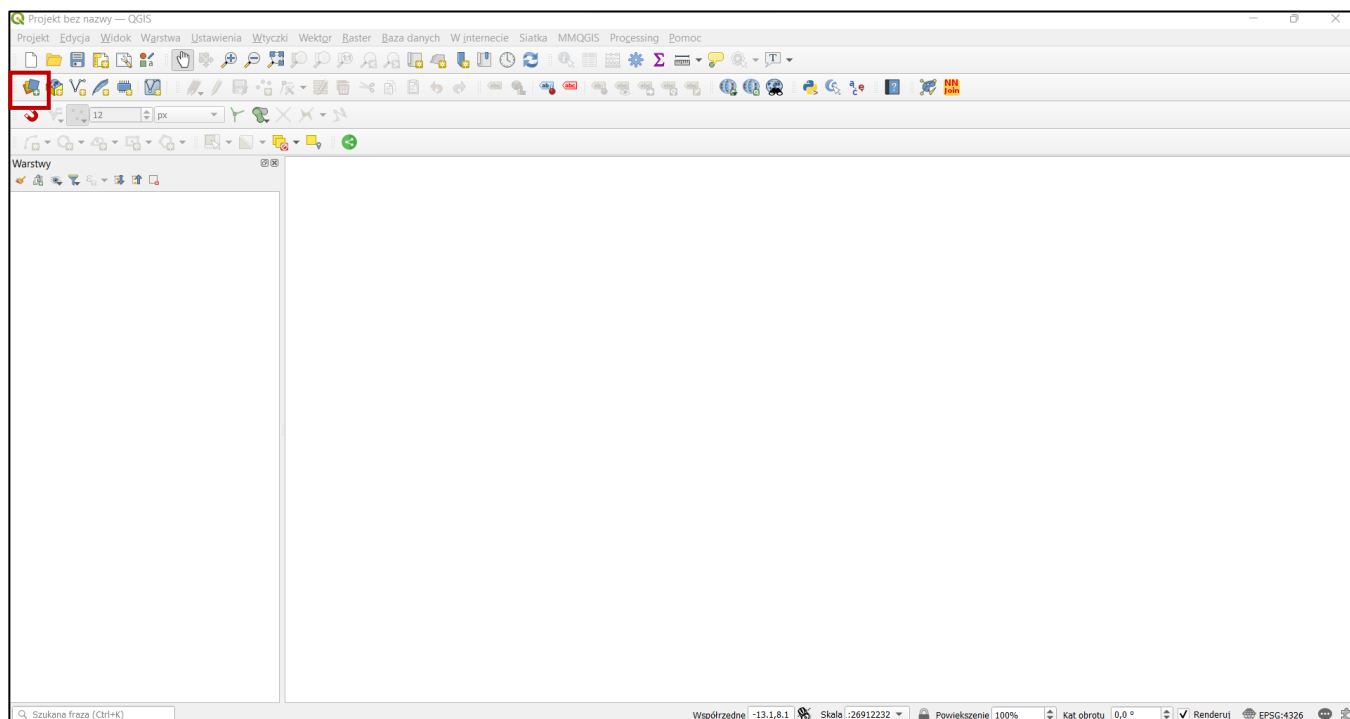 Projekt bez nazwy — QGIS
Projekt Edycja Widok Warstwa Ustawienia Wtyczki Wektor Raster Baza danych W internecie Siatka MMQGIS Processing Pomoc
abc
NN
Join
12 px
Warstwy
Szukana fraza (Ctrl+K)
Współrzędne -13.1,8.1 Skala :26912232 Powiększenie 100% Kąt obrotu 0,0 ° Renderuj EPSG:4326